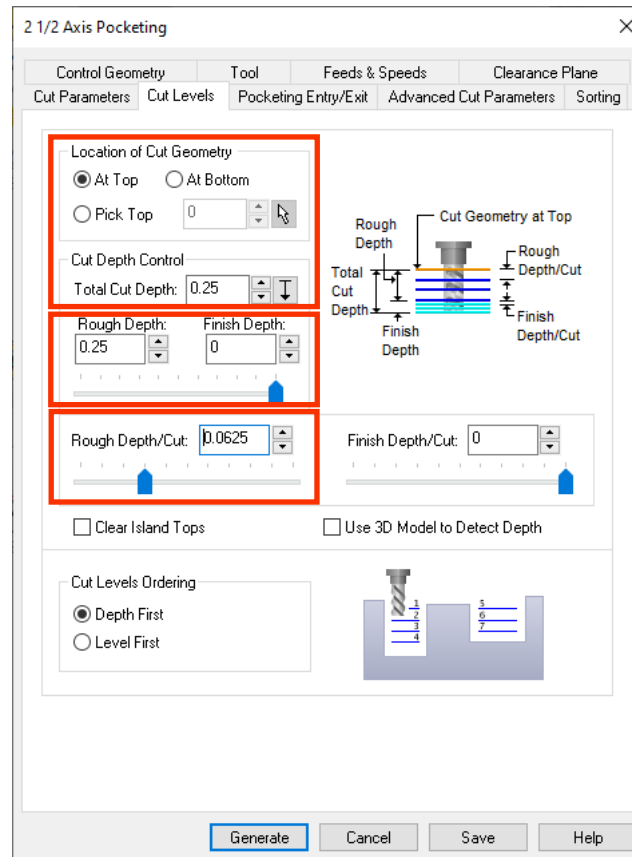 2 1/2 Axis Pocketing
Control Geometry Tool Feeds & Speeds Clearance Plane
Cut Parameters Cut Levels Pocketing Entry/Exit Advanced Cut Parameters Sorting
Location of Cut Geometry
At Top At Bottom
Pick Top 0
Cut Depth Control
Total Cut Depth: 0.25
Rough Depth: Finish Depth:
0.25 0
Cut Geometry at Top
Rough
Depth
Rough
Depth/Cut
Total
Cut
Depth
Finish
Depth
Finish
Depth/Cut
Rough Depth/Cut: 0.0625 Finish Depth/Cut: 0
Clear Island Tops Use 3D Model to Detect Depth
Cut Levels Ordering
Depth First
Level First
1 5
2 6
3 7
4
Generate Cancel Save Help